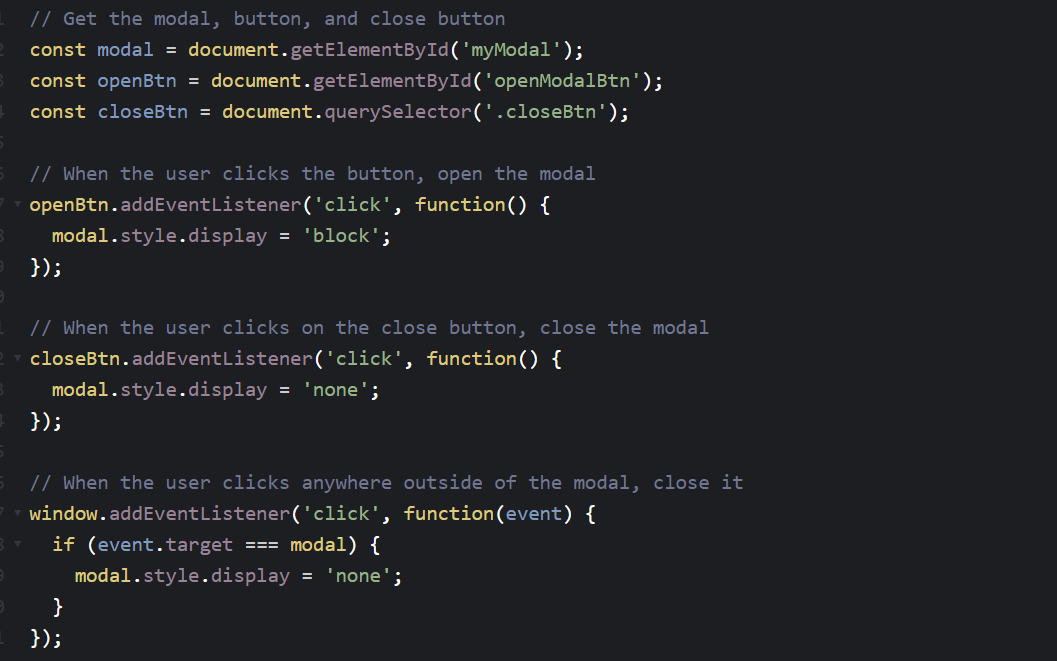 // Get the modal, button, and close button
const modal = document.getElementById('myModal');
const openBtn = document.getElementById('openModalBtn');
const closeBtn = document.querySelector('.closeBtn');

// When the user clicks the button, open the modal
openBtn.addEventListener('click', function() {
  modal.style.display = 'block';
});

// When the user clicks on the close button, close the modal
closeBtn.addEventListener('click', function() {
  modal.style.display = 'none';
});

// When the user clicks anywhere outside of the modal, close it
window.addEventListener('click', function(event) {
  if (event.target === modal) {
    modal.style.display = 'none';
  }
});